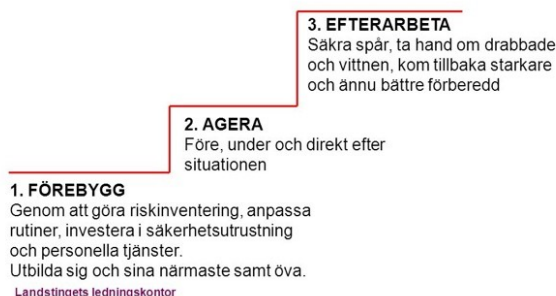 3. EFTERARBETA
Säkra spår, ta hand om drabbade
och vittnen, kom tillbaka starkare
och ännu bättre förberedd
2. AGERA
Före, under och direkt efter
situationen
1. FÖREBYGG
Genom att göra riskinventering, anpassa
rutiner, investera i säkerhetsutrustning
och personella tjänster.
Utbilda sig och sina närmaste samt öva.
Landstingets ledningskontor